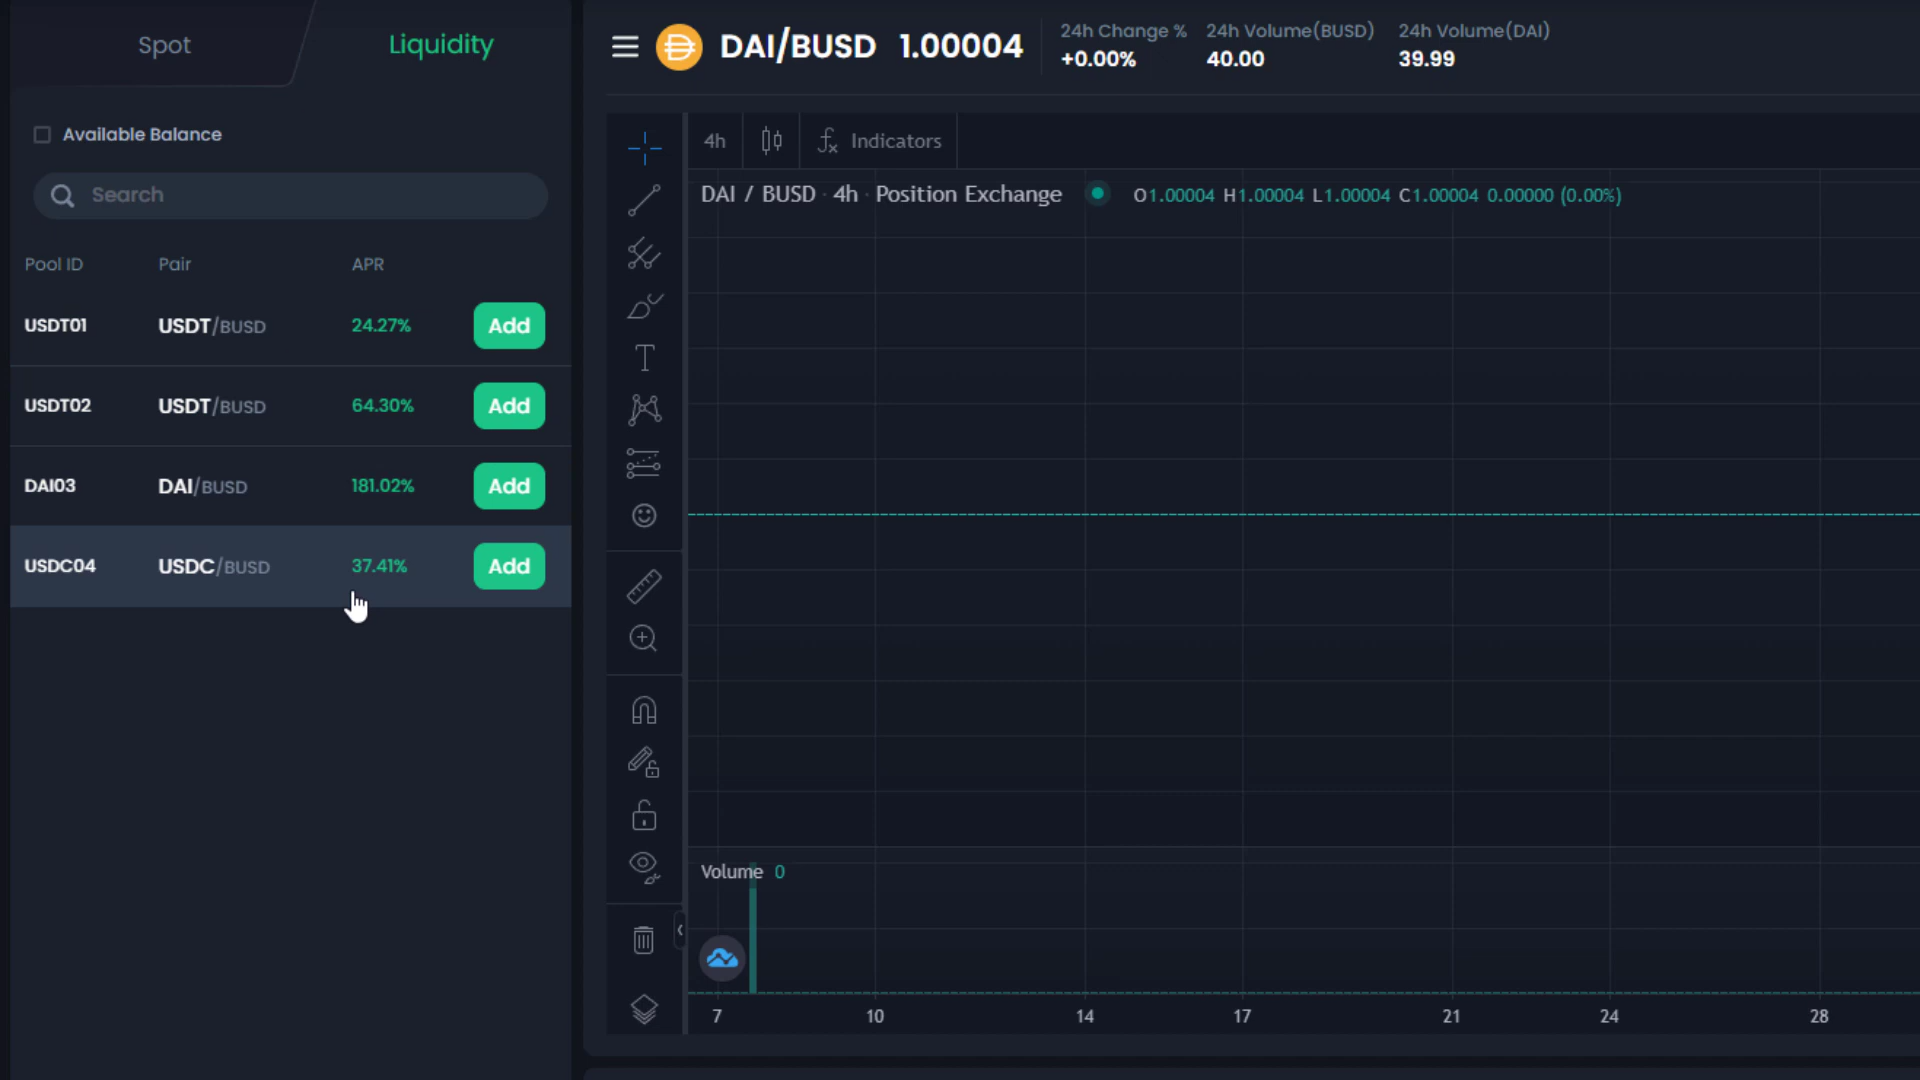 Spot
Liquidity
DAI/BUSD 1.00004
24h Change % 24h Volume(BUSD) 24h Volume(DAI)
+0.00% 40.00 39.99
Available Balance
Search
Pool ID Pair APR
USDT01 USDT/BUSD 24.27% Add
USDT02 USDT/BUSD 64.30% Add
DAI03 DAI/BUSD 181.02% Add
USDC04 USDC/BUSD 37.41% Add
4h Indicators
DAI / BUSD · 4h · Position Exchange O1.00004 H1.00004 L1.00004 C1.00004 0.00000 (0.00%)
Volume 0
7 10 14 17 21 24 28